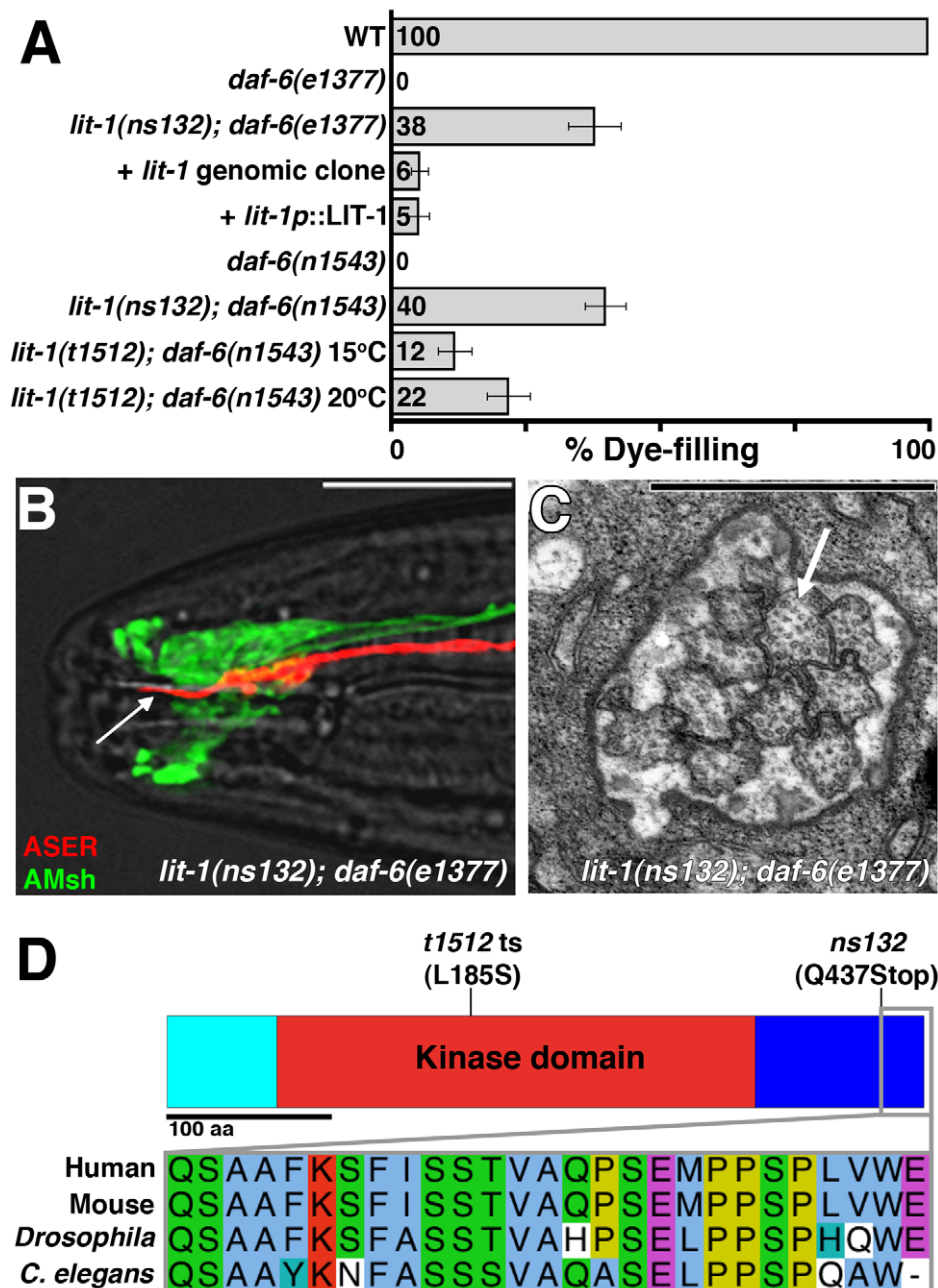 A
WT 100
daf-6(e1377) 0
lit-1(ns132); daf-6(e1377) 38
+ lit-1 genomic clone 6
+ lit-1p::LIT-1 5
daf-6(n1543) 0
lit-1(ns132); daf-6(n1543) 40
lit-1(t1512); daf-6(n1543) 15°C 12
lit-1(t1512); daf-6(n1543) 20°C 22
0 % Dye-filling 100
B
ASER
AMsh
lit-1(ns132); daf-6(e1377)
C
lit-1(ns132); daf-6(e1377)
D
t1512 ts
(L185S)
ns132
(Q437Stop)
Kinase domain
100 aa
Human QSAAFKSFISSTVAQPSEMPPSPLVWE
Mouse QSAAFKSFISSTVAQPSEMPPSPLVWE
Drosophila QSAAFKSFASSTVAHPSELPPSPHQWE
C. elegans QSAAYKNFASSSVAQASELPPSPQAW-